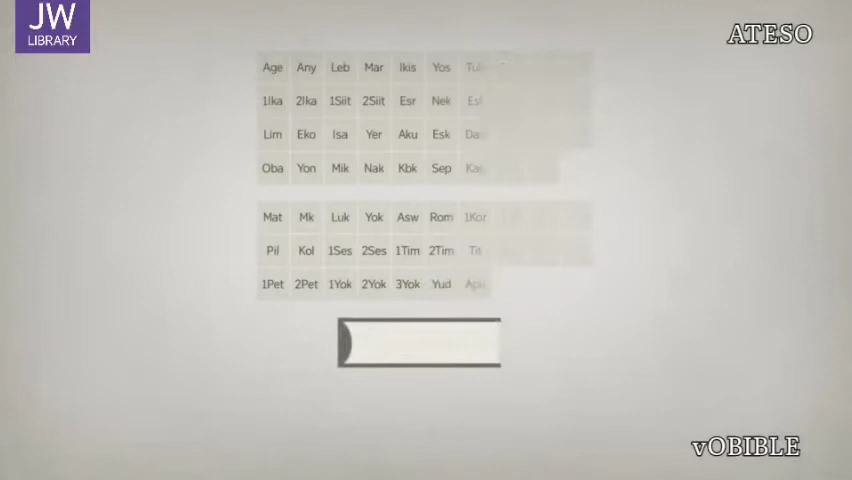 JW
LIBRARY
ATESO
Age Any Leb Mar Ikis Yos
1Ika 2Ika 1Siit 2Siit Esr Nek
Lim Eko Isa Yer Aku Esk
Oba Yon Mik Nak Kbk Sep
Mat Mk Luk Yok Asw Rom 1Kor
Pil Kol 1Ses 2Ses 1Tim 2Tim Tit
1Pet 2Pet 1Yok 2Yok 3Yok Yud
vOBIBLE